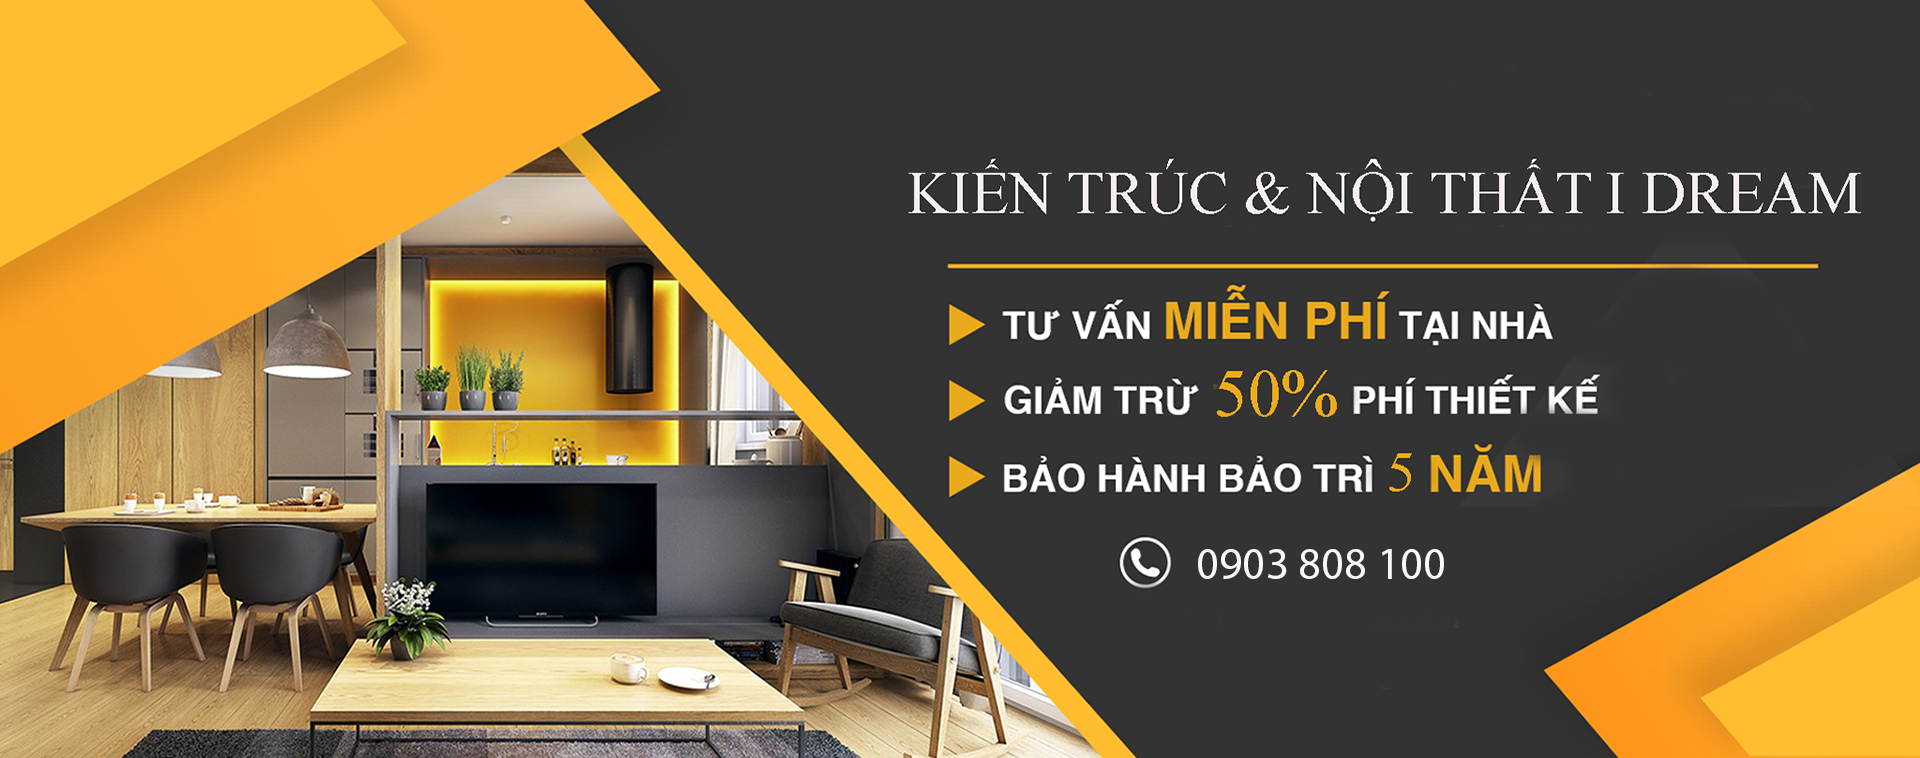 KIẾN TRÚC & NỘI THẤT I DREAM
TƯ VẤN MIỄN PHÍ TẠI NHÀ
GIẢM TRỪ 50% PHÍ THIẾT KẾ
BẢO HÀNH BẢO TRÌ 5 NĂM
0903 808 100
SONY